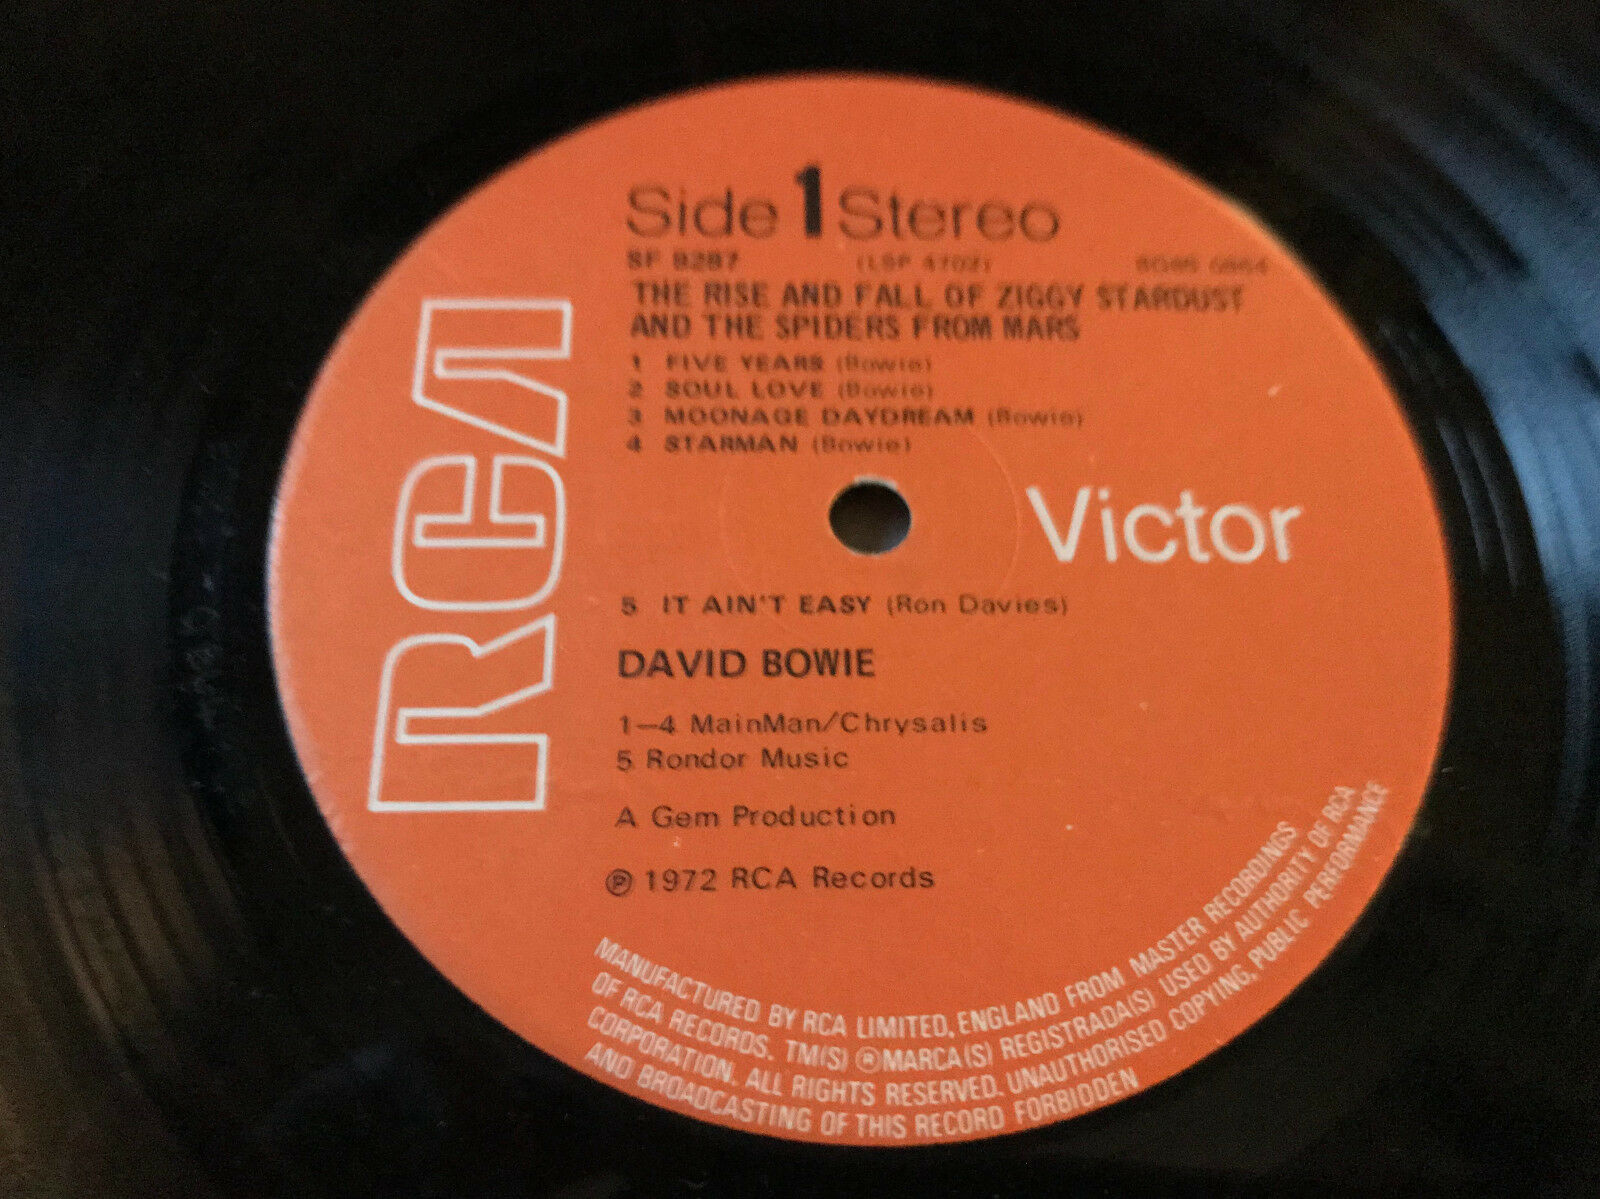 Side 1 Stereo
SF 8287 (LSP 4702)
THE RISE AND FALL OF ZIGGY STARDUST
AND THE SPIDERS FROM MARS
1 FIVE YEARS (Bowie)
2 SOUL LOVE (Bowie)
3 MOONAGE DAYDREAM (Bowie)
4 STARMAN (Bowie)
RCA
Victor
5 IT AIN'T EASY (Ron Davies)
DAVID BOWIE
1—4 MainMan/Chrysalis
5 Rondor Music
A Gem Production
℗ 1972 RCA Records
MANUFACTURED BY RCA LIMITED, ENGLAND FROM MASTER RECORDINGS
OF RCA RECORDS. TM(S) ® MARCA(S) REGISTRADA(S) USED BY AUTHORITY OF RCA
CORPORATION. ALL RIGHTS RESERVED. UNAUTHORISED COPYING, PUBLIC PERFORMANCE
AND BROADCASTING OF THIS RECORD FORBIDDEN